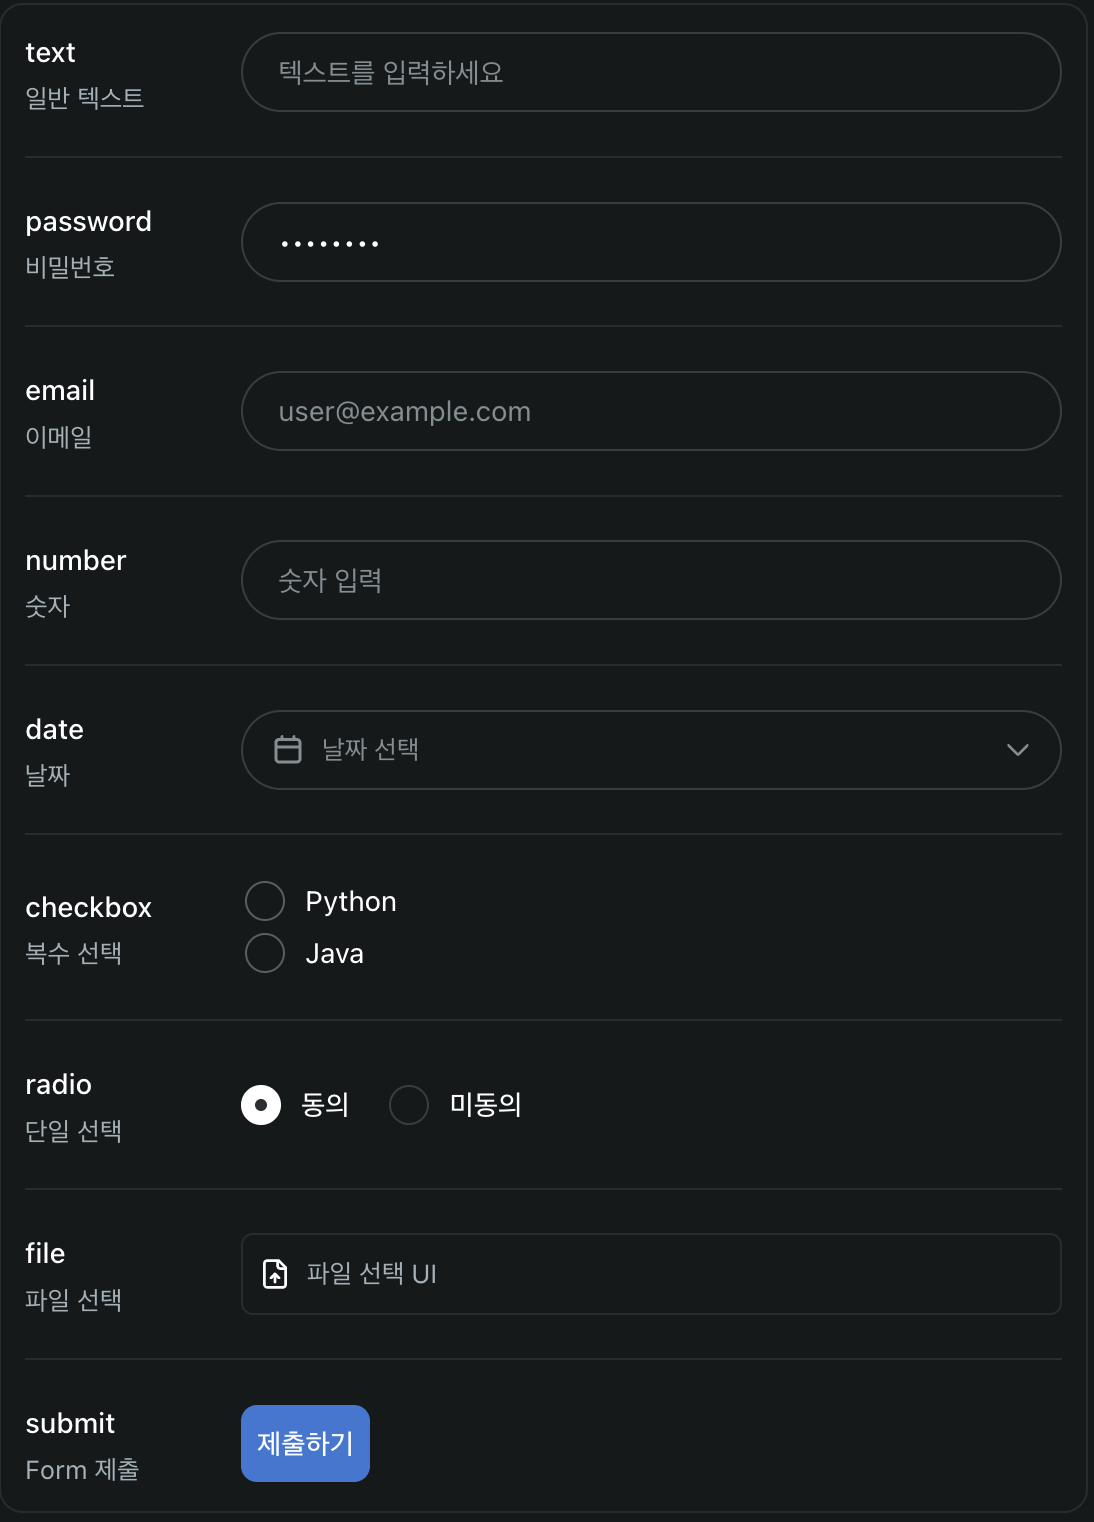 text
일반 텍스트
텍스트를 입력하세요
password
비밀번호
••••••••
email
이메일
user@example.com
number
숫자
숫자 입력
date
날짜
날짜 선택
checkbox
복수 선택
Python
Java
radio
단일 선택
동의 미동의
file
파일 선택
파일 선택 UI
submit
Form 제출
제출하기